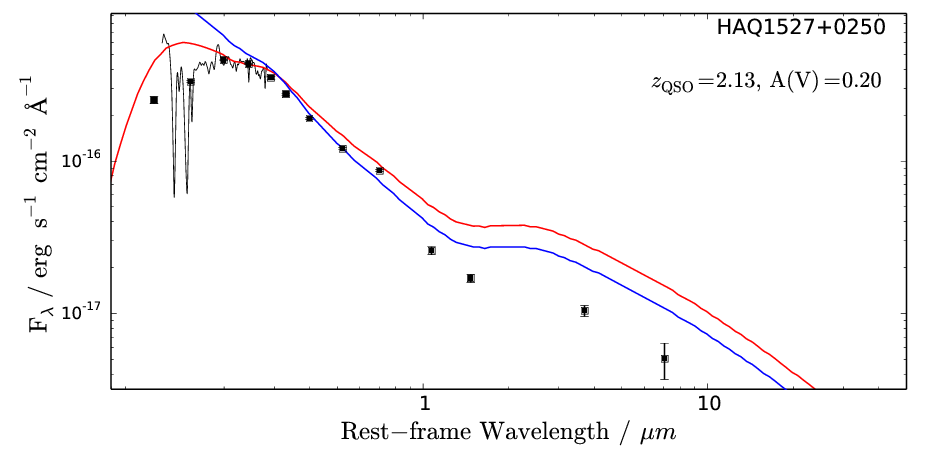 HAQ1527+0250
z_QSO=2.13, A(V)=0.20
F_λ / erg s⁻¹ cm⁻² Å⁻¹
10⁻¹⁶
10⁻¹⁷
1 10
Rest−frame Wavelength / μm